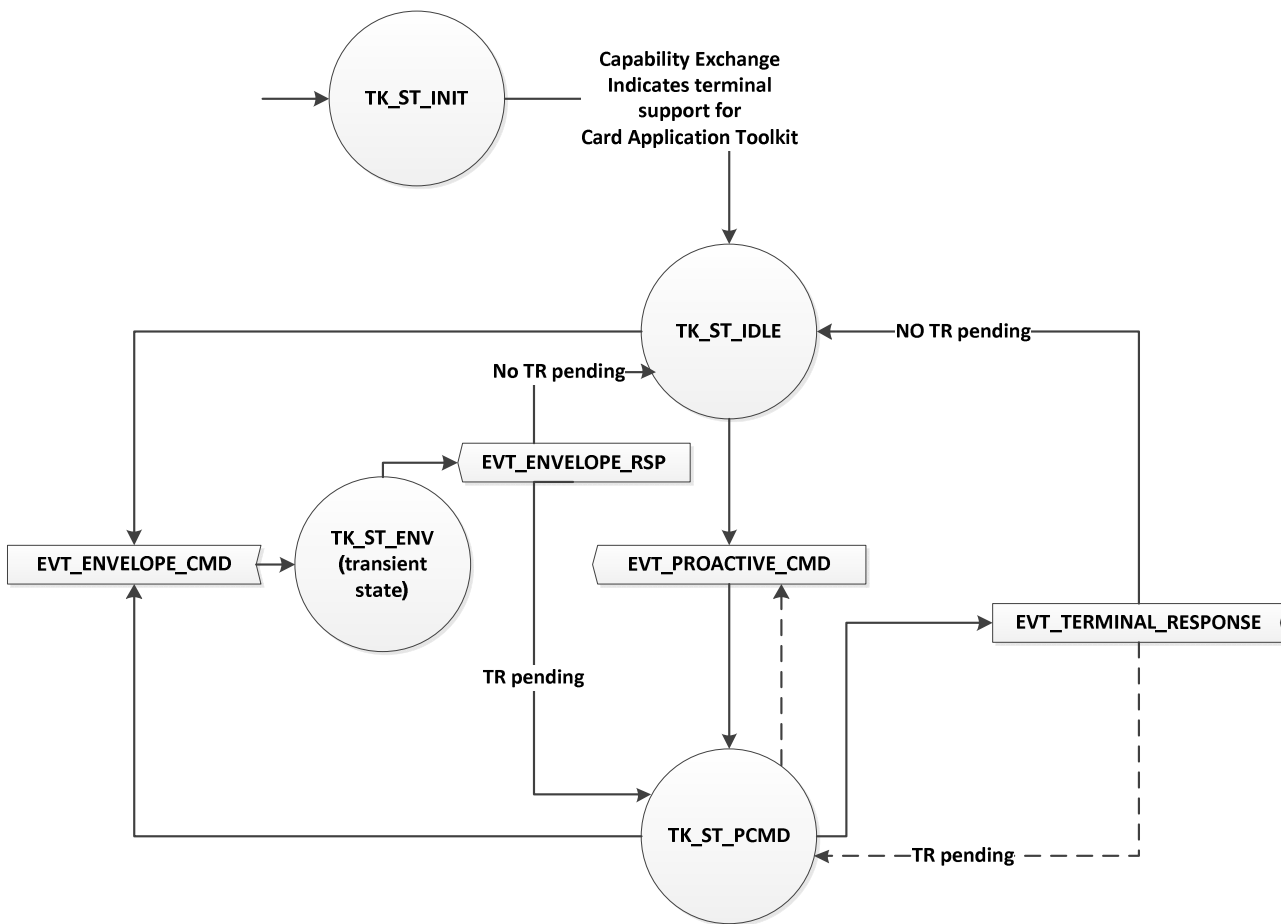 Capability Exchange
Indicates terminal
support for
Card Application Toolkit
TK_ST_INIT
TK_ST_IDLE
NO TR pending
No TR pending
EVT_ENVELOPE_RSP
TK_ST_ENV
(transient
state)
EVT_ENVELOPE_CMD
EVT_PROACTIVE_CMD
EVT_TERMINAL_RESPONSE
TR pending
TK_ST_PCMD
TR pending